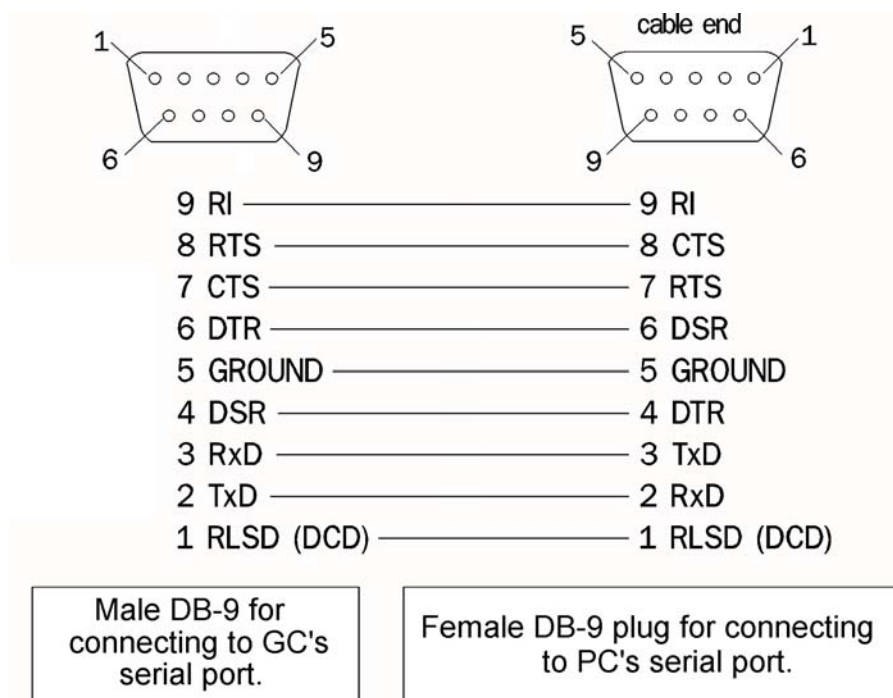 cable end
1 5
5 1
6 9
9 6
9 RI 9 RI
8 RTS 8 CTS
7 CTS 7 RTS
6 DTR 6 DSR
5 GROUND 5 GROUND
4 DSR 4 DTR
3 RxD 3 TxD
2 TxD 2 RxD
1 RLSD (DCD) 1 RLSD (DCD)
Male DB-9 for
connecting to GC's
serial port.
Female DB-9 plug for connecting
to PC's serial port.